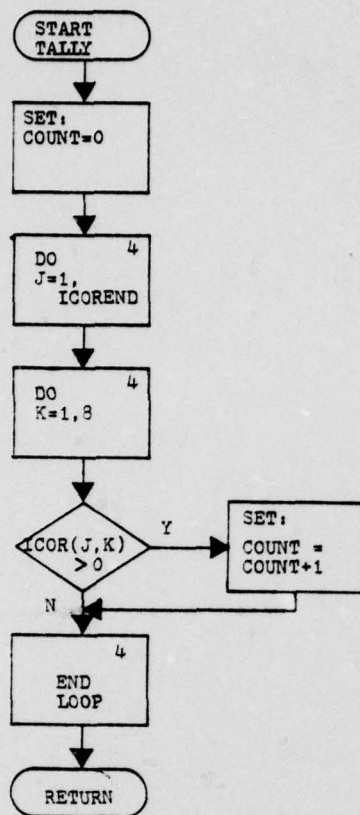 START
TALLY
SET:
COUNT=0
4
DO
J=1,
ICOREND
4
DO
K=1,8
ICOR(J,K)
>0
Y
SET:
COUNT =
COUNT+1
N
4
END
LOOP
RETURN